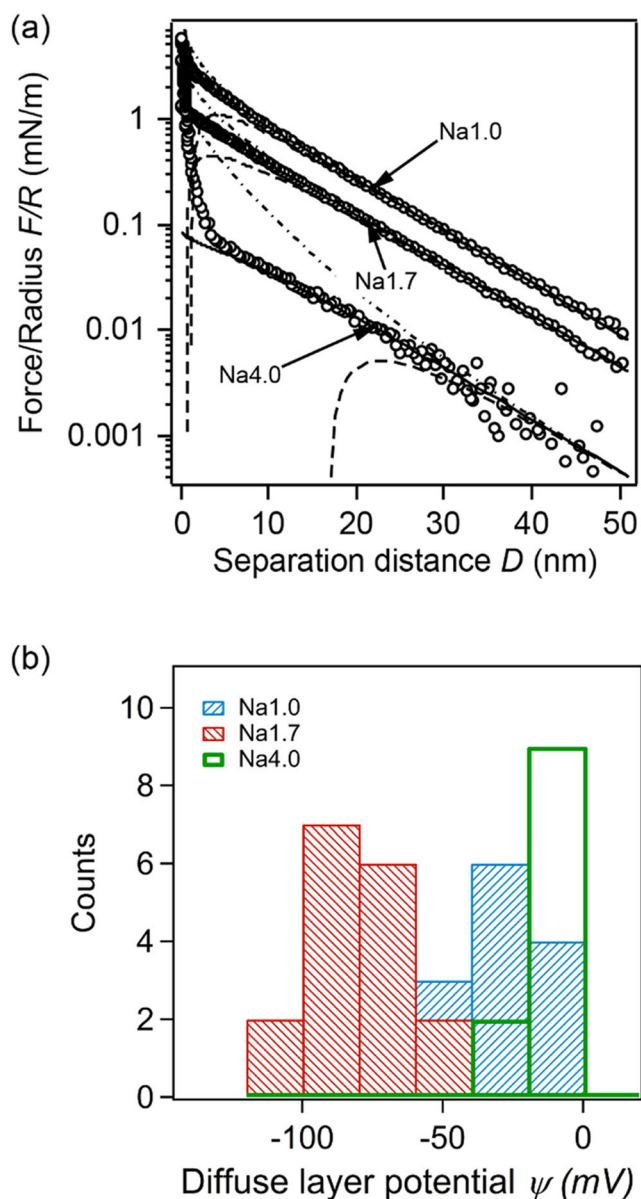 (a)
Force/Radius F/R (mN/m)
1
0.1
0.01
0.001
Na1.0
Na1.7
Na4.0
0 10 20 30 40 50
Separation distance D (nm)
(b)
Counts
10
8
6
4
2
0
Na1.0
Na1.7
Na4.0
-100 -50 0
Diffuse layer potential ψ (mV)